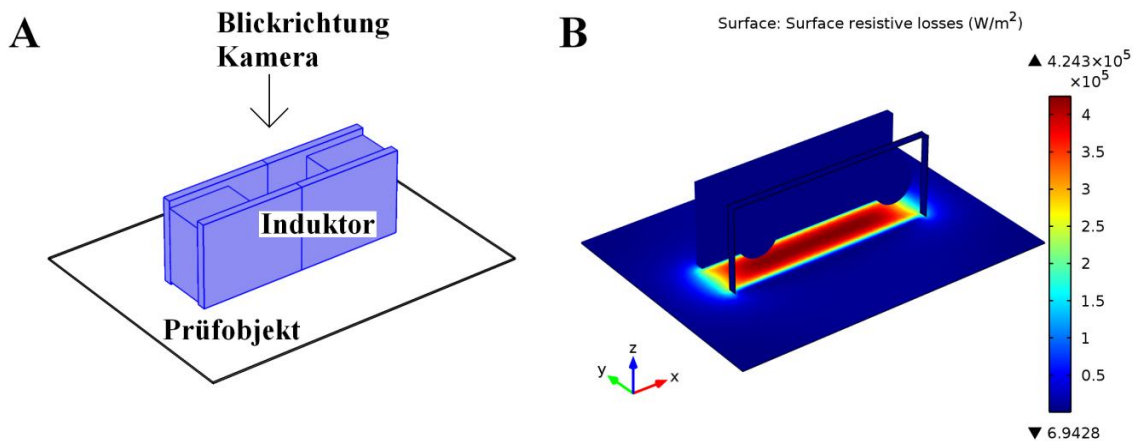 A
Blickrichtung
Kamera
Induktor
Prüfobjekt
B
Surface: Surface resistive losses (W/m²)
▲ 4.243×10⁵
×10⁵
4
3.5
3
2.5
2
1.5
1
0.5
▼ 6.9428
z
y
x